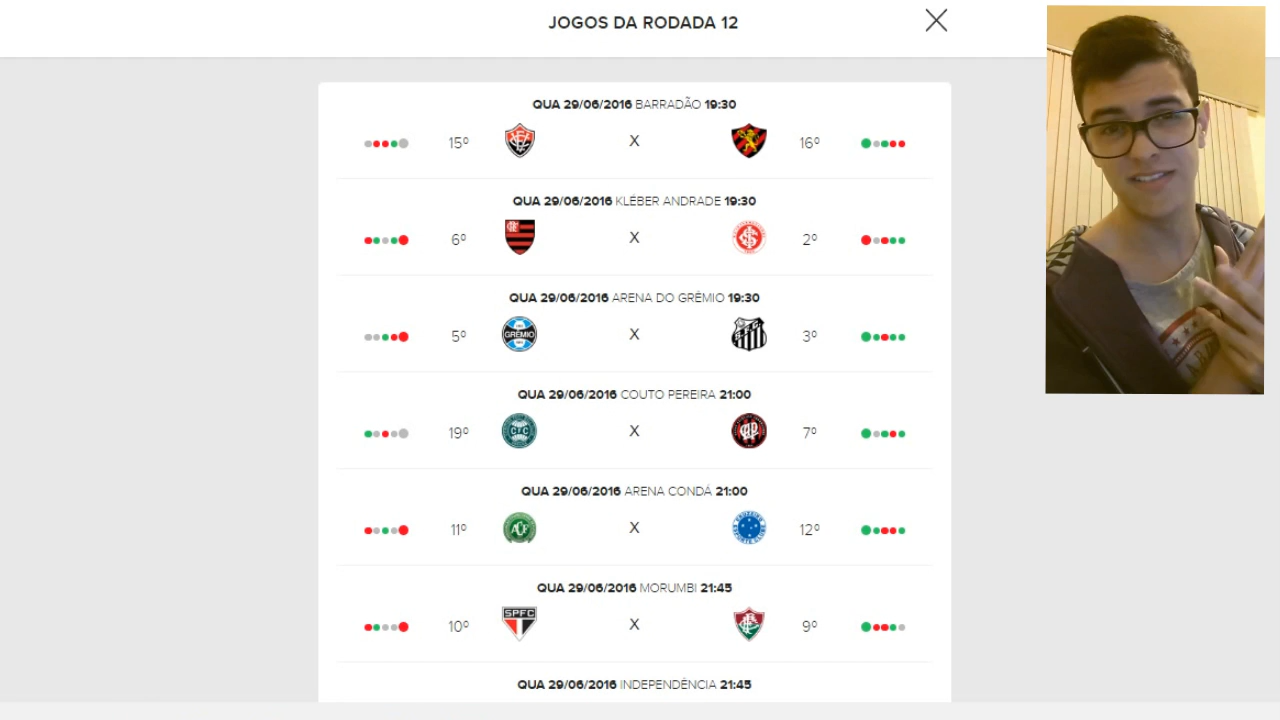 JOGOS DA RODADA 12
QUA 29/06/2016 BARRADÃO 19:30
15º X 16º
QUA 29/06/2016 KLÉBER ANDRADE 19:30
6º X 2º
QUA 29/06/2016 ARENA DO GRÊMIO 19:30
5º GRÊMIO X 3º
QUA 29/06/2016 COUTO PEREIRA 21:00
19º CFC X 7º
QUA 29/06/2016 ARENA CONDÁ 21:00
11º ACF X 12º
QUA 29/06/2016 MORUMBI 21:45
10º SPFC X 9º
QUA 29/06/2016 INDEPENDÊNCIA 21:45